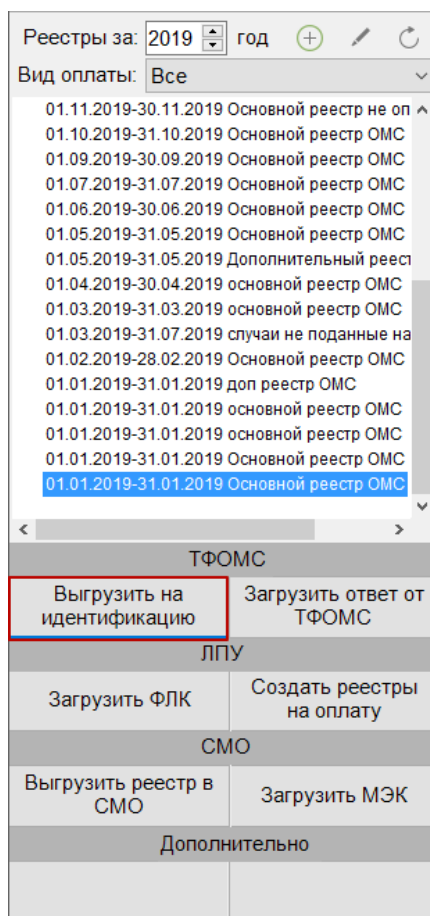 Реестры за: 2019 год
Вид оплаты: Все
01.11.2019-30.11.2019 Основной реестр не оп
01.10.2019-31.10.2019 Основной реестр ОМС
01.09.2019-30.09.2019 Основной реестр ОМС
01.07.2019-31.07.2019 Основной реестр ОМС
01.06.2019-30.06.2019 Основной реестр ОМС
01.05.2019-31.05.2019 Основной реестр ОМС
01.05.2019-31.05.2019 Дополнительный реест
01.04.2019-30.04.2019 основной реестр ОМС
01.03.2019-31.03.2019 основной реестр ОМС
01.03.2019-31.07.2019 случаи не поданные на
01.02.2019-28.02.2019 Основной реестр ОМС
01.01.2019-31.01.2019 доп реестр ОМС
01.01.2019-31.01.2019 основной реестр ОМС
01.01.2019-31.01.2019 основной реестр ОМС
01.01.2019-31.01.2019 Основной реестр ОМС
01.01.2019-31.01.2019 Основной реестр ОМС
ТФОМС
Выгрузить на
идентификацию
Загрузить ответ от
ТФОМС
ЛПУ
Загрузить ФЛК
Создать реестры
на оплату
СМО
Выгрузить реестр в
СМО
Загрузить МЭК
Дополнительно